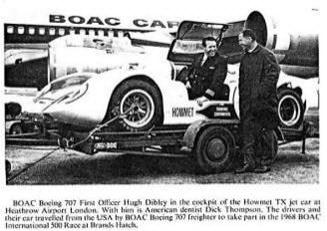 BOAC CAR
HOWMET
BOAC Boeing 707 First Officer Hugh Dibley in the cockpit of the Howmet TX jet car at
Heathrow Airport London. With him is American dentist Dick Thompson. The drivers and
their car travelled from the USA by BOAC Boeing 707 freighter to take part in the 1968 BOAC
International 500 Race at Brands Hatch.